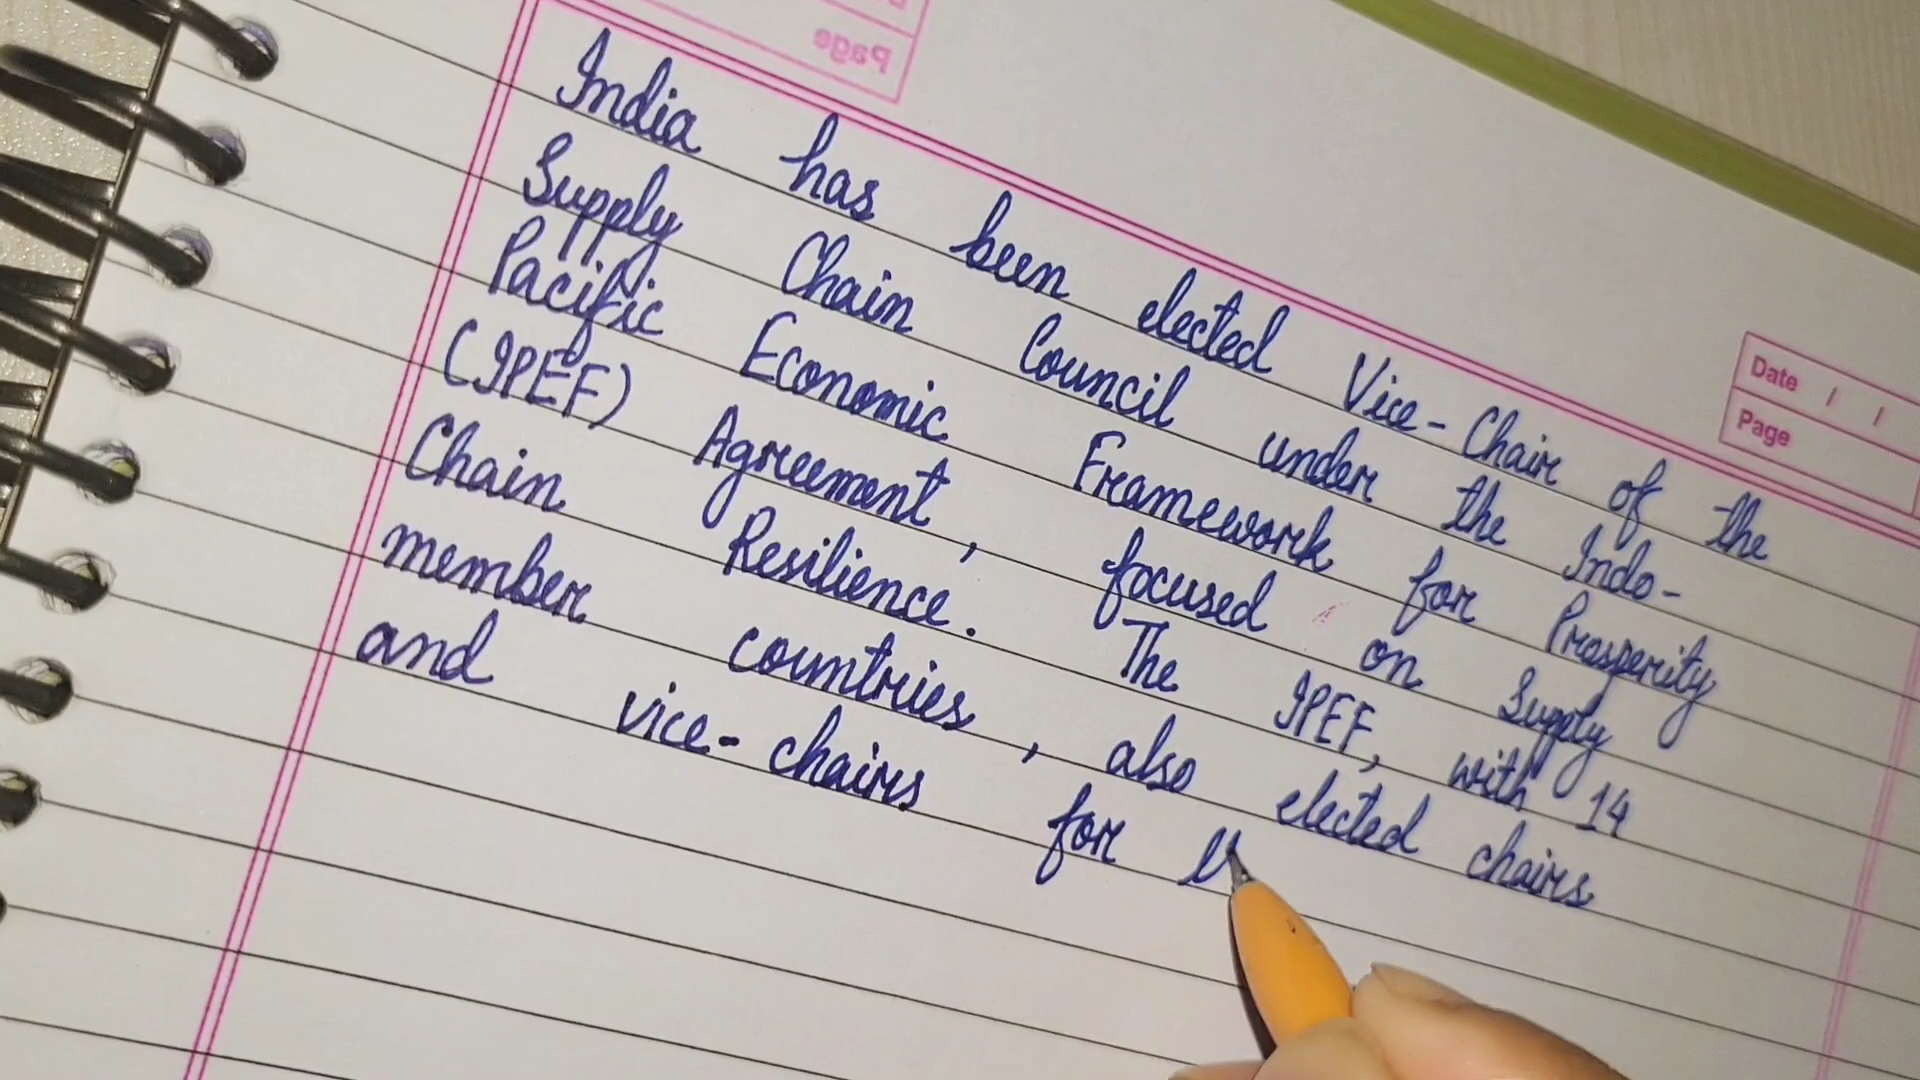 Page
India has been elected Vice-Chair of the
Supply Chain Council under the Indo-
Pacific Economic Framework for Prosperity
(IPEF) Agreement, focused on Supply
Chain Resilience. The IPEF, with 14
member countries, also elected chairs
and vice-chairs for
Date / /
Page